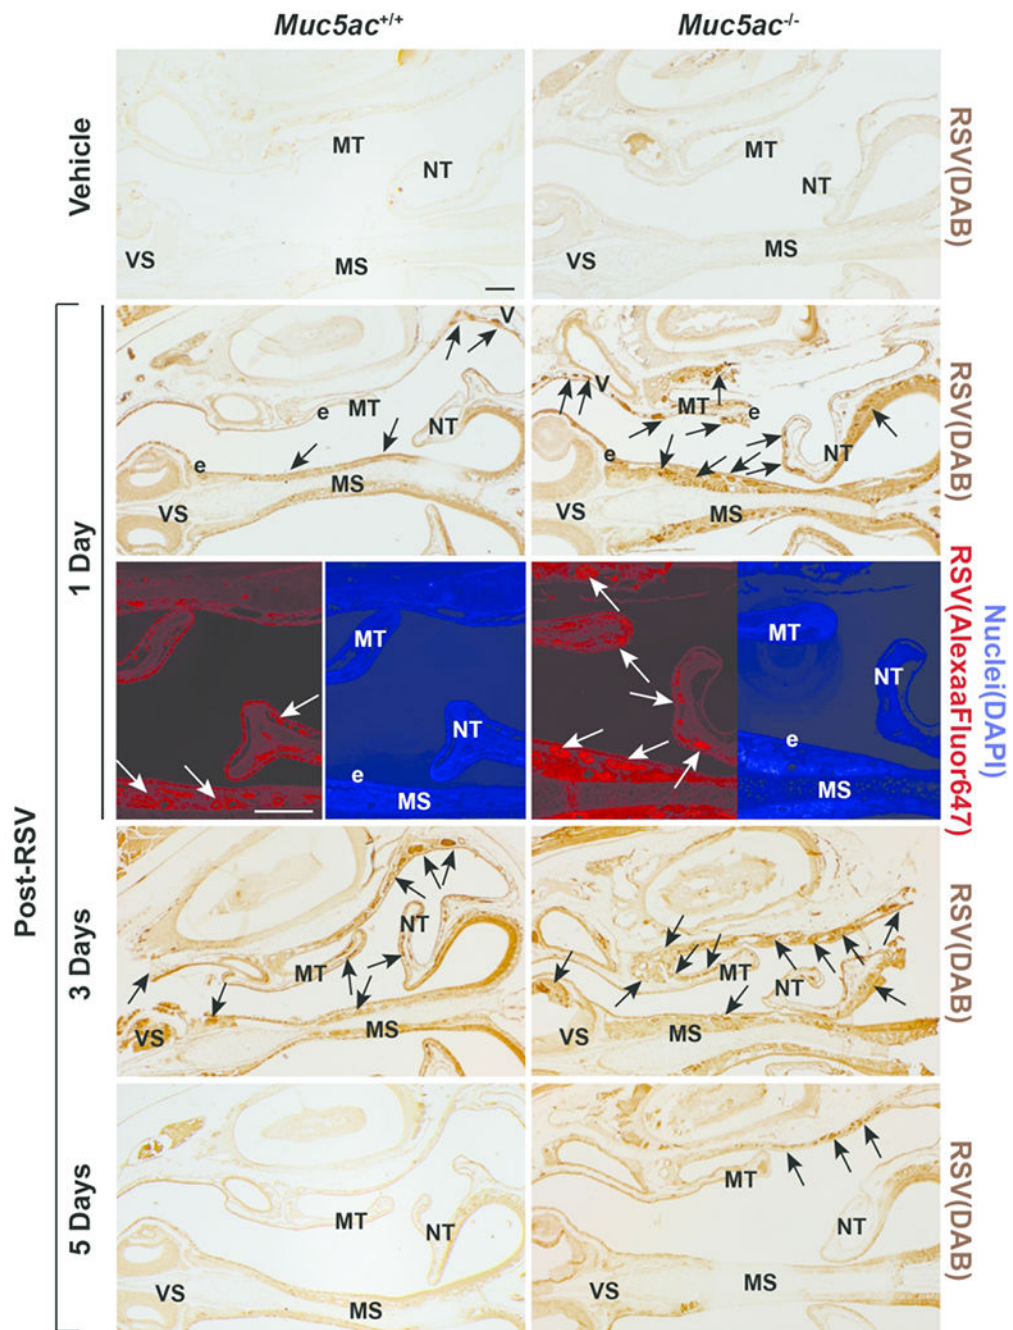 Muc5ac+/+ Muc5ac-/-
Vehicle
MT
NT
VS
MS
MT
NT
VS
MS
RSV(DAB)
Post-RSV
1 Day
V
e
MT
NT
e
MS
VS
V
MT
e
NT
e
VS
MS
RSV(DAB)
MT
NT
e
MS
MT
NT
e
MS
RSV(AlexaaFluor647)
Nuclei(DAPI)
3 Days
NT
MT
VS
MS
MT
NT
VS
MS
RSV(DAB)
5 Days
MT
NT
VS
MS
MT
NT
VS
MS
RSV(DAB)